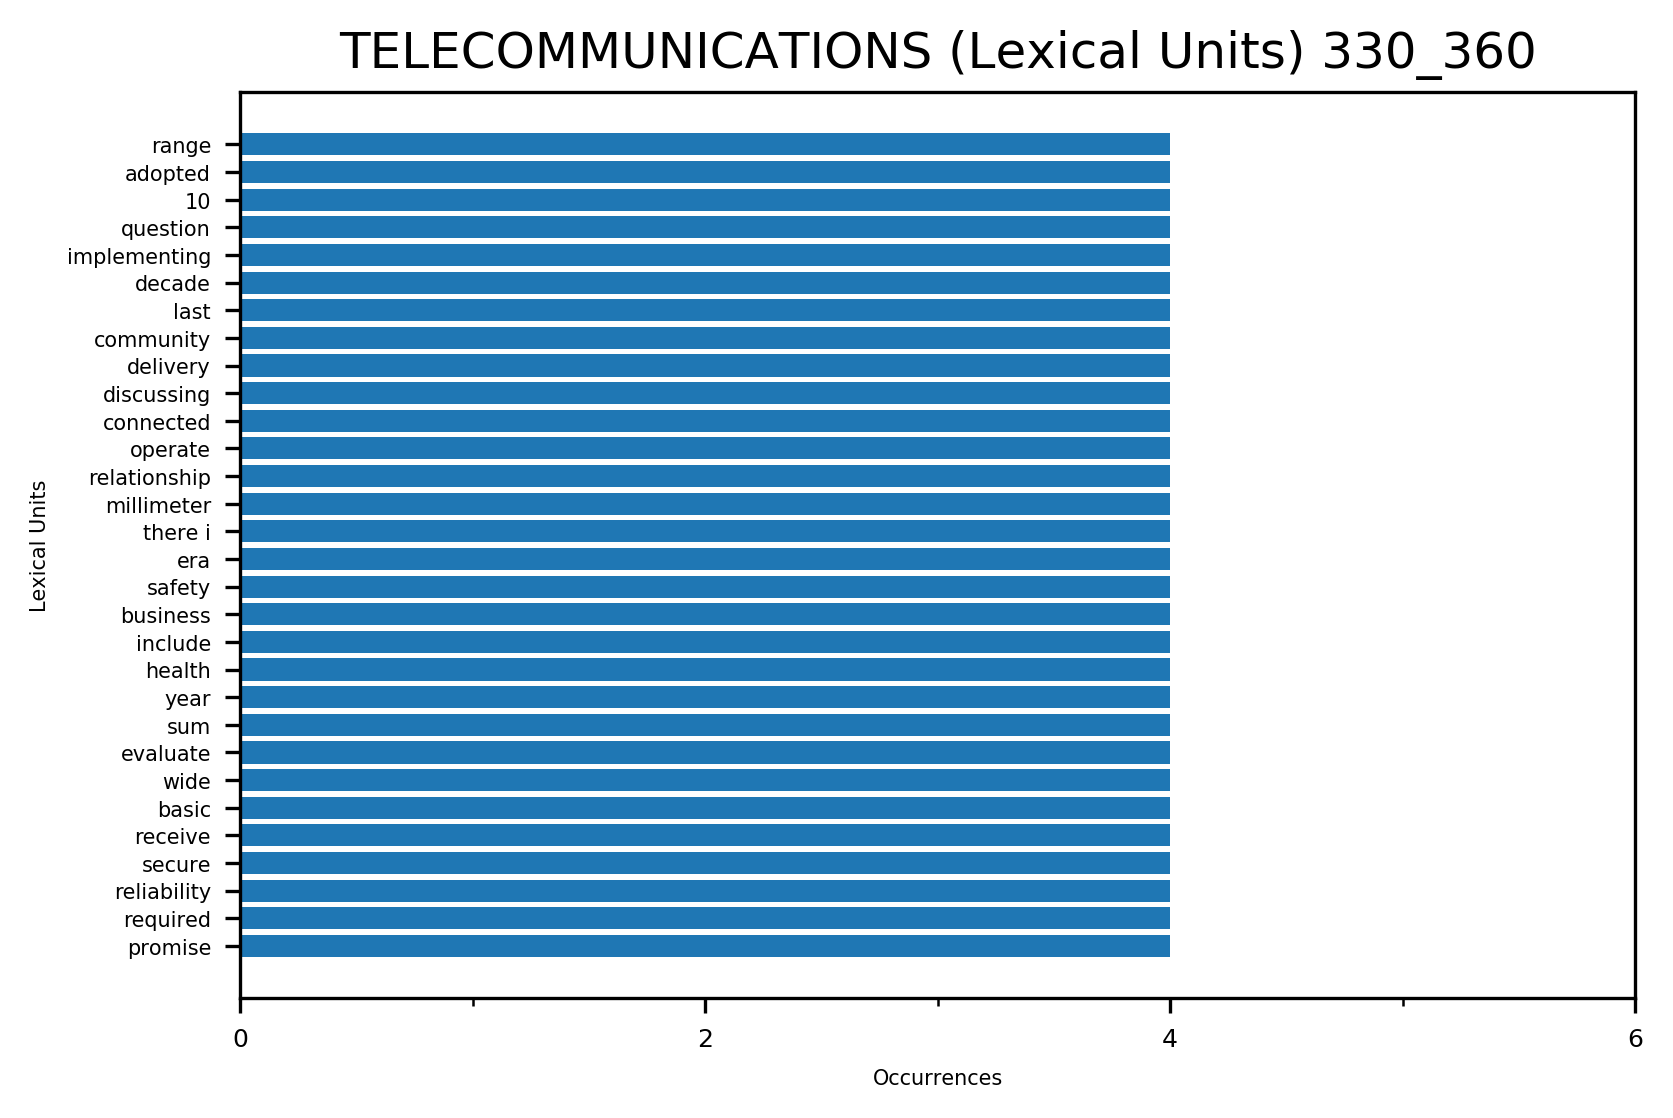 TELECOMMUNICATIONS (Lexical Units) 330_360
range
adopted
10
question
implementing
decade
last
community
delivery
discussing
connected
operate
relationship
millimeter
there i
era
safety
business
include
health
year
sum
evaluate
wide
basic
receive
secure
reliability
required
promise
Lexical Units
0 2 4 6
Occurrences